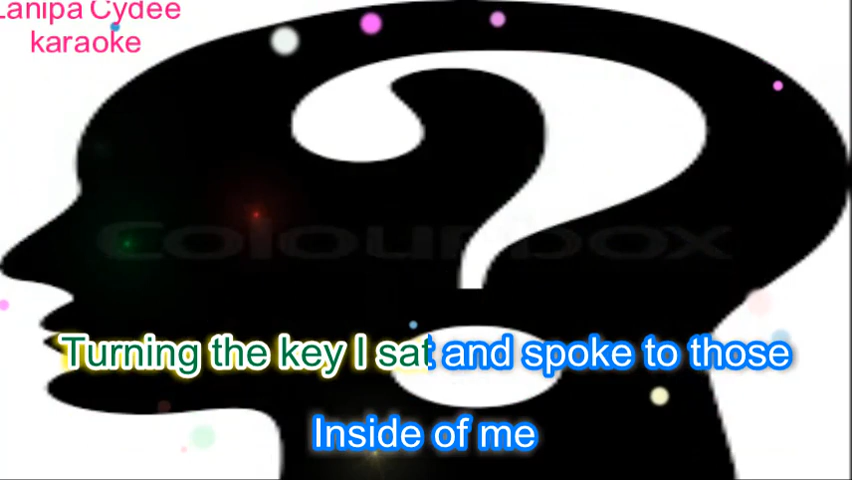 Lanipa Cydee
karaoke
Colourbox
Turning the key I sat and spoke to those
Inside of me